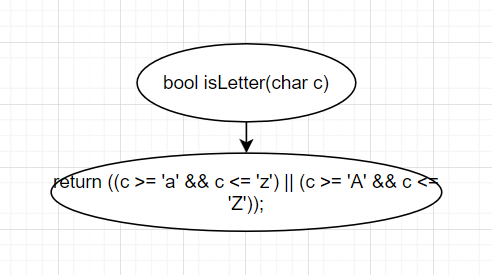 bool isLetter(char c)
return ((c >= 'a' && c <= 'z') || (c >= 'A' && c <=
'Z'));